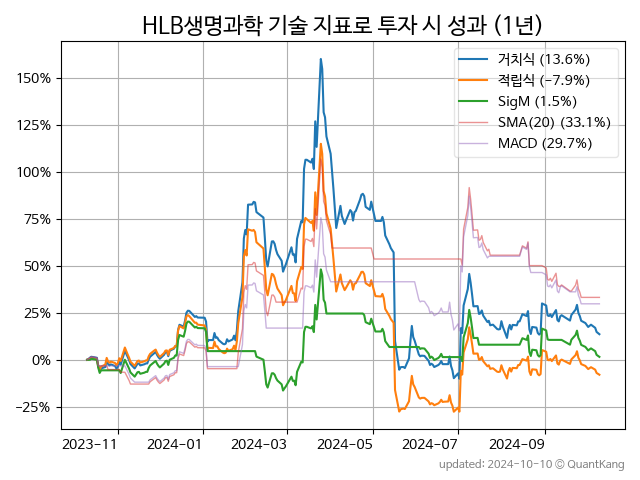 HLB생명과학 기술 지표로 투자 시 성과 (1년)
거치식 (13.6%)
적립식 (-7.9%)
SigM (1.5%)
SMA(20) (33.1%)
MACD (29.7%)
150%
125%
100%
75%
50%
25%
0%
-25%
2023-11 2024-01 2024-03 2024-05 2024-07 2024-09
updated: 2024-10-10 © QuantKang